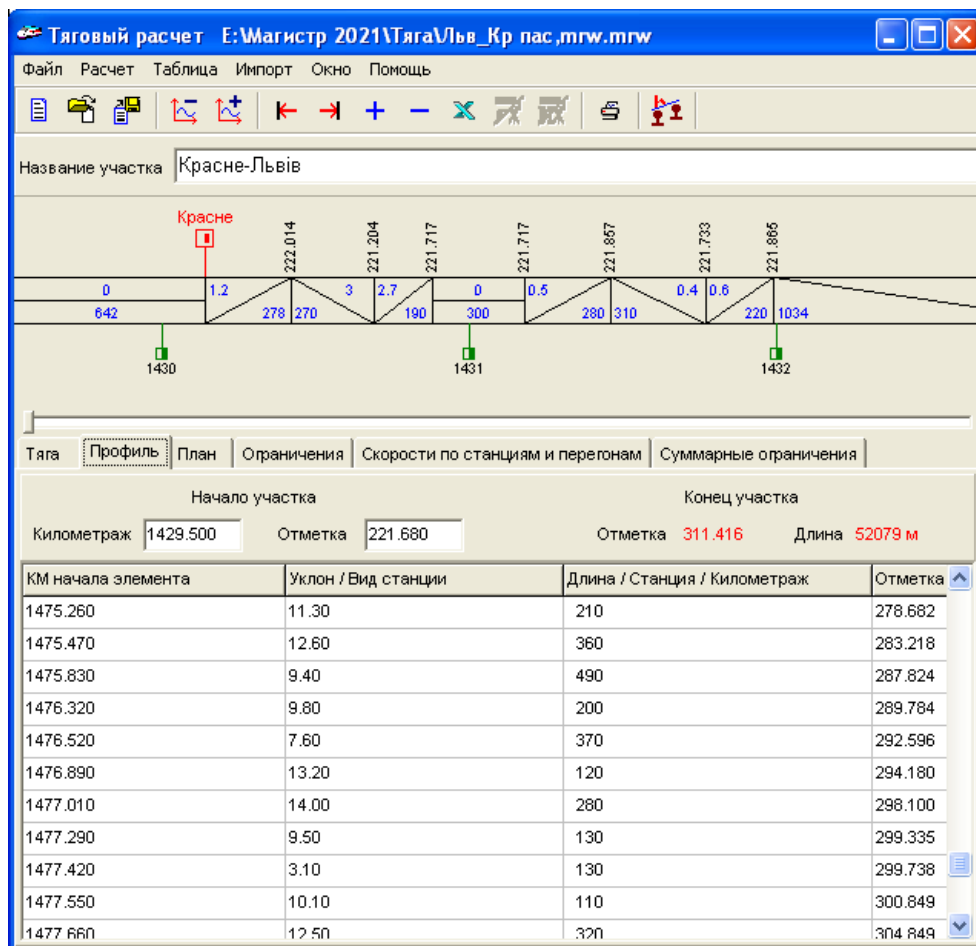 Тяговый расчет E:\Магистр 2021\Тяга\Льв_Кр пас,mrw.mrw
Файл Расчет Таблица Импорт Окно Помощь
Название участка Красне-Львів
Красне
222.014 221.204 221.717 221.717 221.857 221.733 221.865
0 1.2 3 2.7 0 0.5 0.4 0.6
642 278 270 190 300 280 310 220 1034
1430 1431 1432
Тяга Профиль План Ограничения Скорости по станциям и перегонам Суммарные ограничения
Начало участка Конец участка
Километраж 1429.500 Отметка 221.680 Отметка 311.416 Длина 52079 м
КМ начала элемента Уклон / Вид станции Длина / Станция / Километраж Отметка
1475.260 11.30 210 278.682
1475.470 12.60 360 283.218
1475.830 9.40 490 287.824
1476.320 9.80 200 289.784
1476.520 7.60 370 292.596
1476.890 13.20 120 294.180
1477.010 14.00 280 298.100
1477.290 9.50 130 299.335
1477.420 3.10 130 299.738
1477.550 10.10 110 300.849
1477.660 12.50 320 304.849